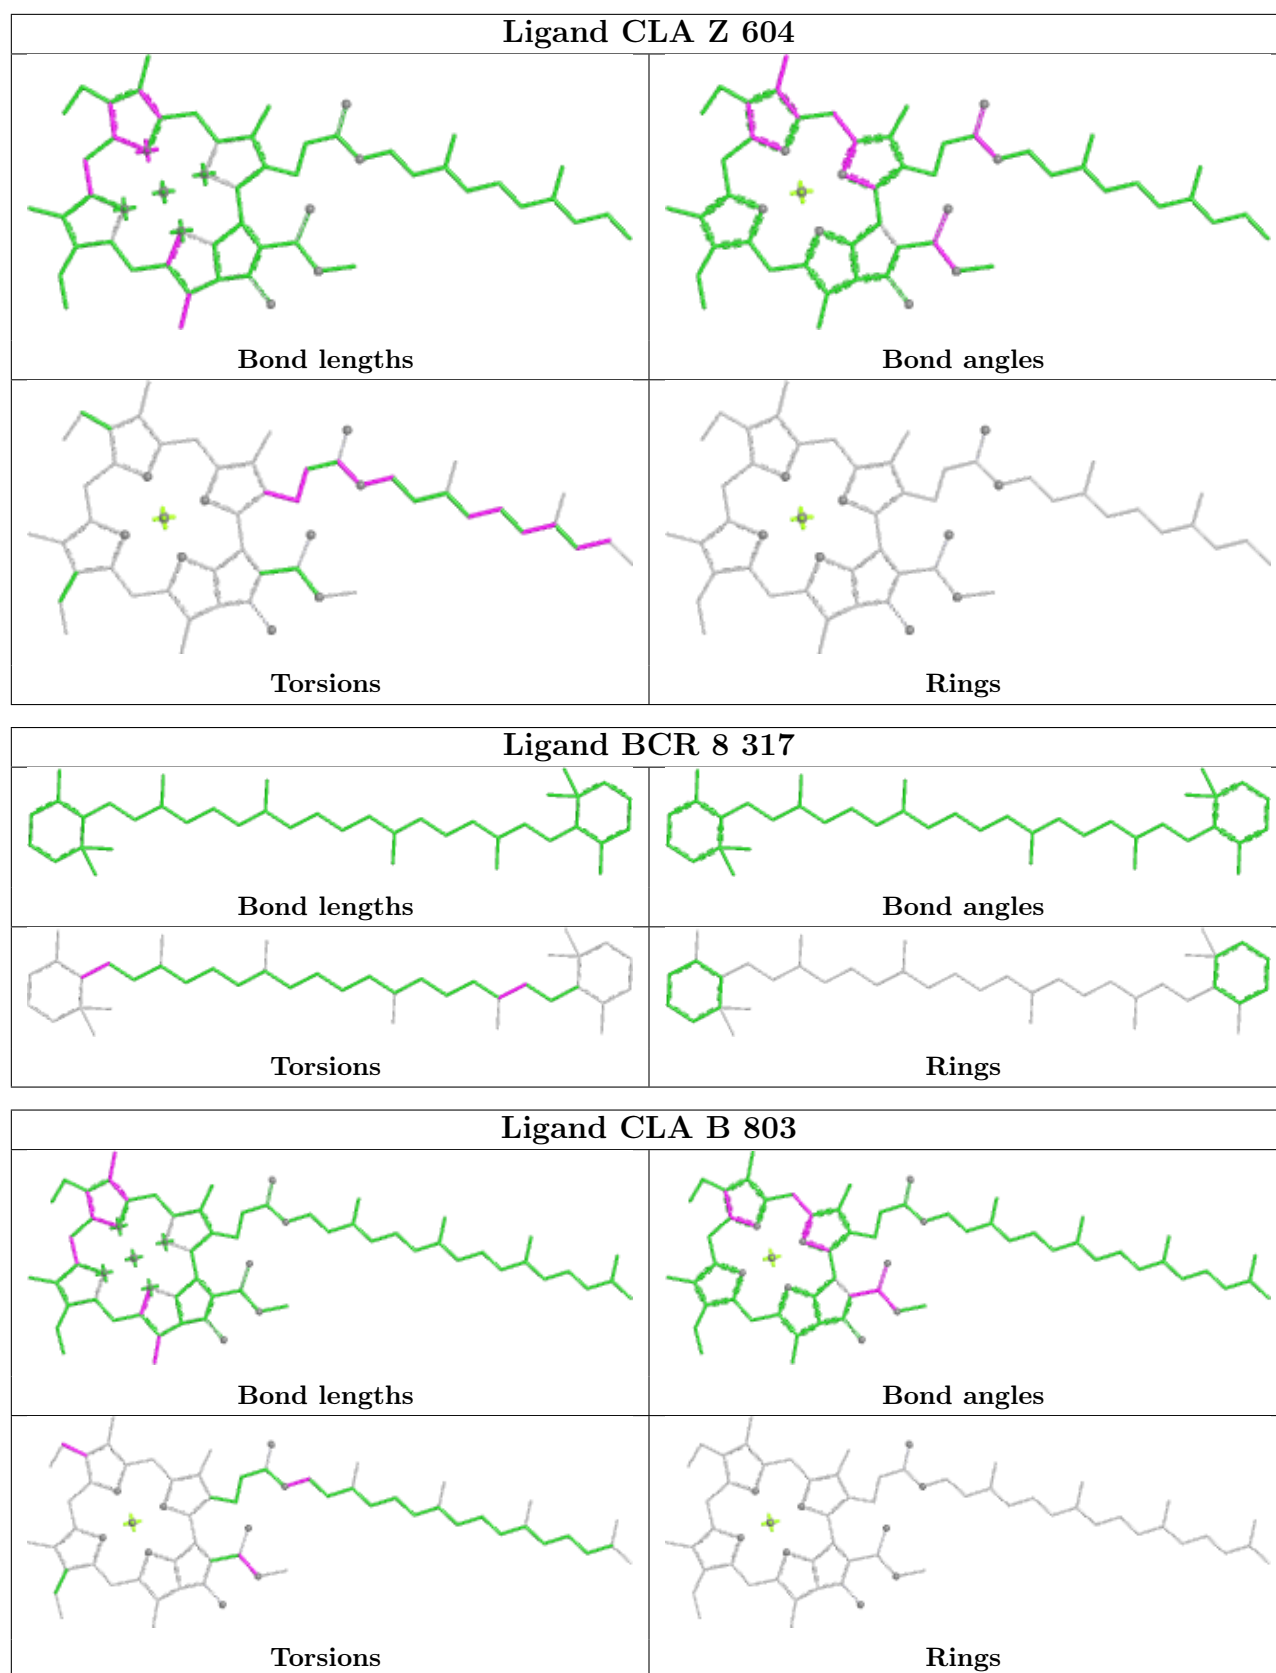 Ligand CLA Z 604
Bond lengths
Bond angles
Torsions
Rings
Ligand BCR 8 317
Bond lengths
Bond angles
Torsions
Rings
Ligand CLA B 803
Bond lengths
Bond angles
Torsions
Rings